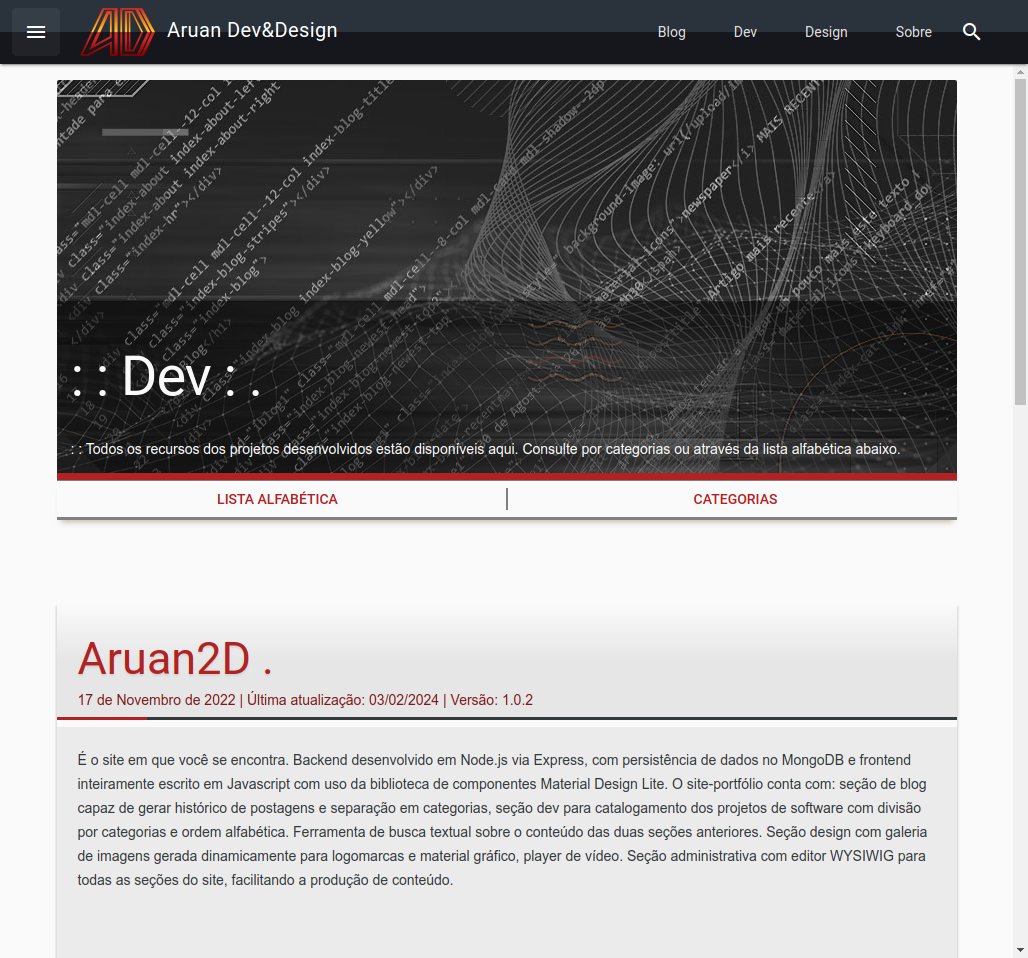 AD
Aruan Dev&Design
Blog
Dev
Design
Sobre
: : Dev : .
: : Todos os recursos dos projetos desenvolvidos estão disponíveis aqui. Consulte por categorias ou através da lista alfabética abaixo.
LISTA ALFABÉTICA
CATEGORIAS
Aruan2D .
17 de Novembro de 2022 | Última atualização: 03/02/2024 | Versão: 1.0.2
É o site em que você se encontra. Backend desenvolvido em Node.js via Express, com persistência de dados no MongoDB e frontend
inteiramente escrito em Javascript com uso da biblioteca de componentes Material Design Lite. O site-portfólio conta com: seção de blog
capaz de gerar histórico de postagens e separação em categorias, seção dev para catalogamento dos projetos de software com divisão
por categorias e ordem alfabética. Ferramenta de busca textual sobre o conteúdo das duas seções anteriores. Seção design com galeria
de imagens gerada dinamicamente para logomarcas e material gráfico, player de vídeo. Seção administrativa com editor WYSIWIG para
todas as seções do site, facilitando a produção de conteúdo.